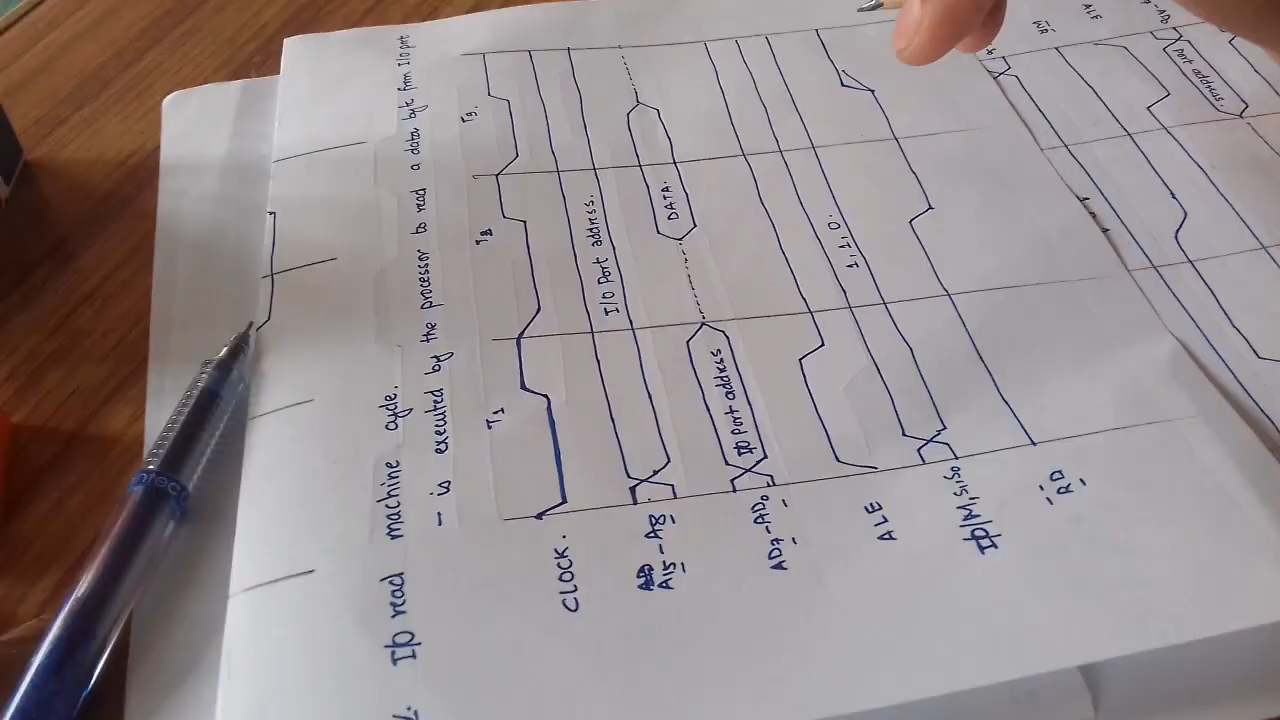 I/O read machine cycle.
- is executed by the processor to read a data byte from I/O port
T1 T2 T3.
CLOCK.
A15-A8
I/O Port address.
AD7-AD0
I/O Port address
DATA.
ALE
IO/M, S1, S0
1,1,0.
RD
WR
ALE
Port address.